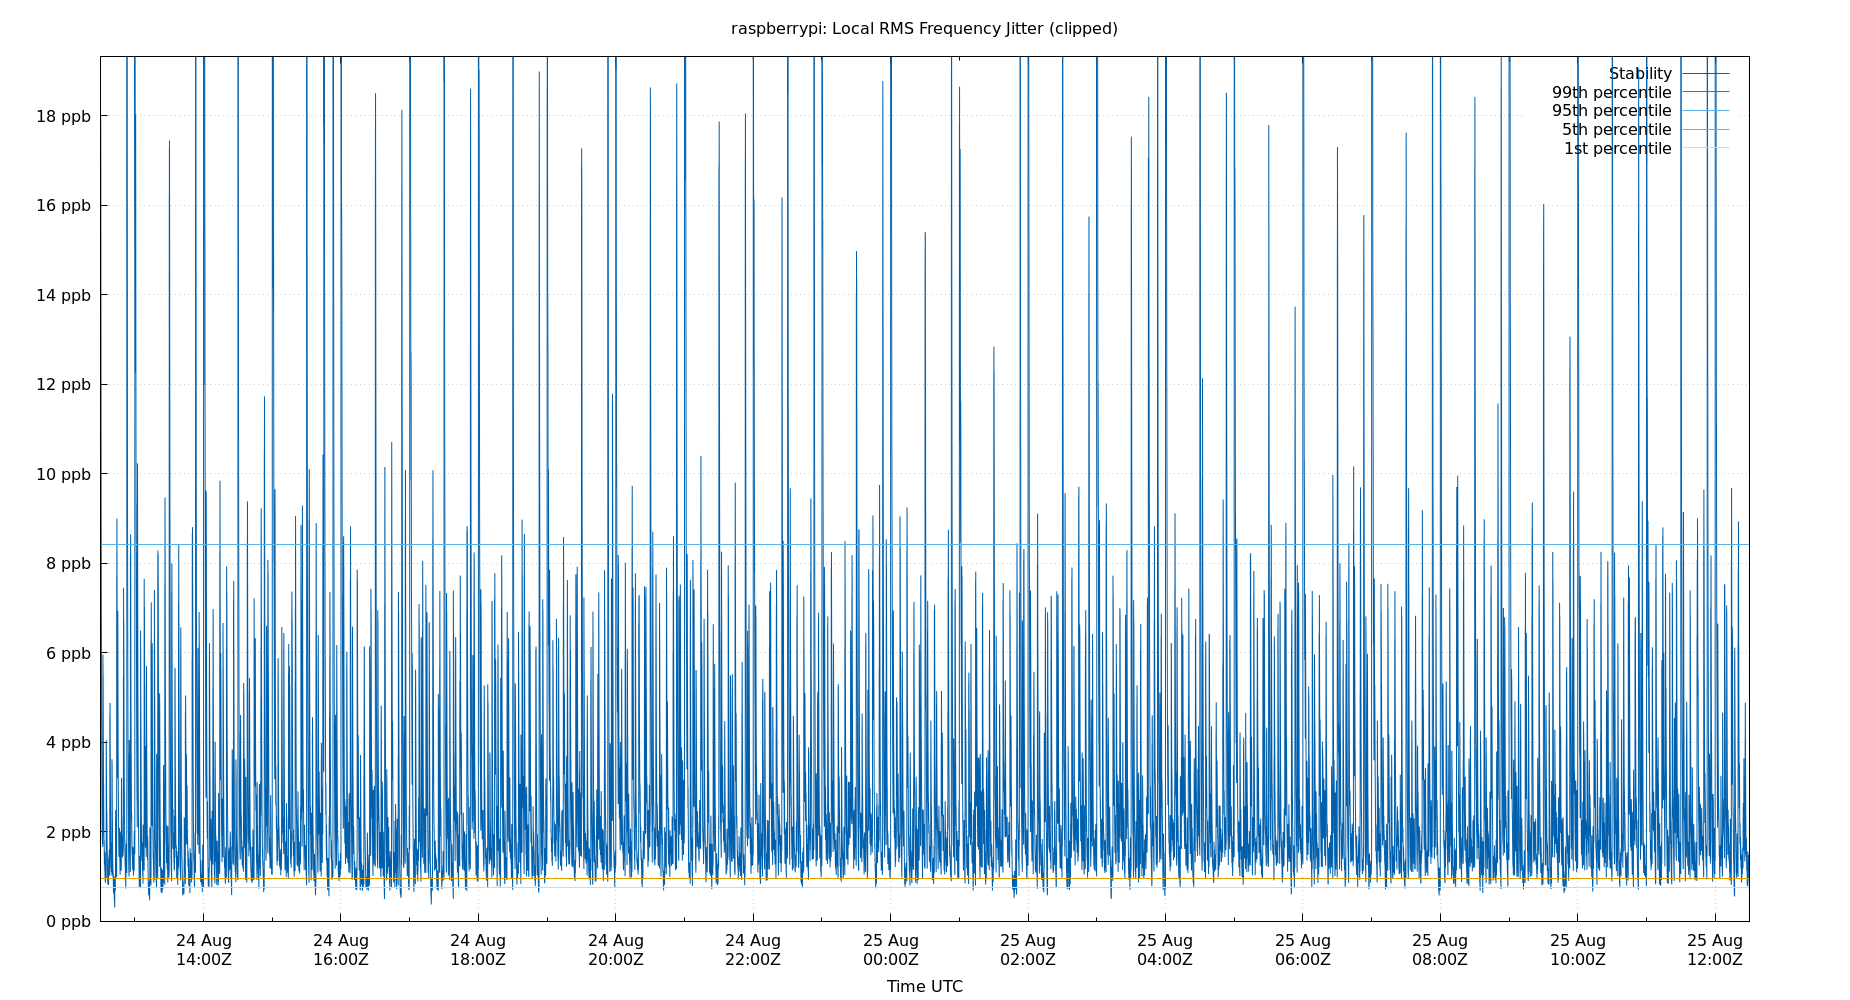 raspberrypi: Local RMS Frequency Jitter (clipped)
Stability
99th percentile
95th percentile
5th percentile
1st percentile
18 ppb
16 ppb
14 ppb
12 ppb
10 ppb
8 ppb
6 ppb
4 ppb
2 ppb
0 ppb
24 Aug 24 Aug 24 Aug 24 Aug 24 Aug 25 Aug 25 Aug 25 Aug 25 Aug 25 Aug 25 Aug 25 Aug
14:00Z 16:00Z 18:00Z 20:00Z 22:00Z 00:00Z 02:00Z 04:00Z 06:00Z 08:00Z 10:00Z 12:00Z
Time UTC